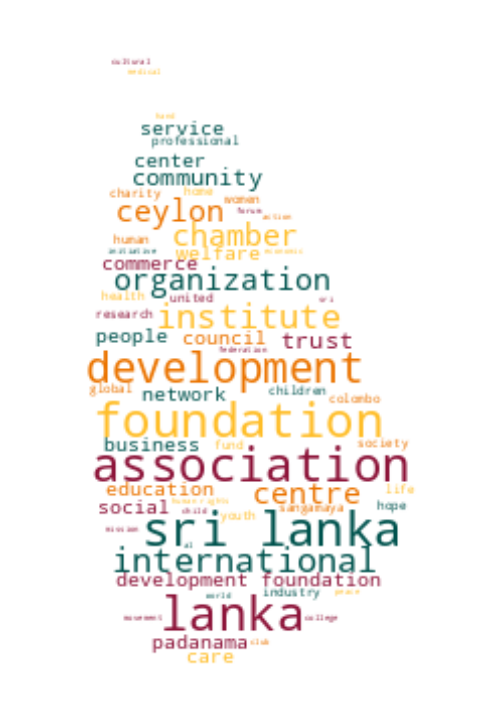 cultural
medical
hand
service
professional
center
community
charity home
women
ceylon forum
action
chamber
human
initiative
welfare economic
commerce
organization
health united sri
research institute
people council trust
federation
development
global children
network colombo
foundation
business fund society
association
education centre life
human rights
social child sangamaya hope
youth
mission sri lanka
al
international
development foundation
world industry peace
lanka
movement college
padanama club
care